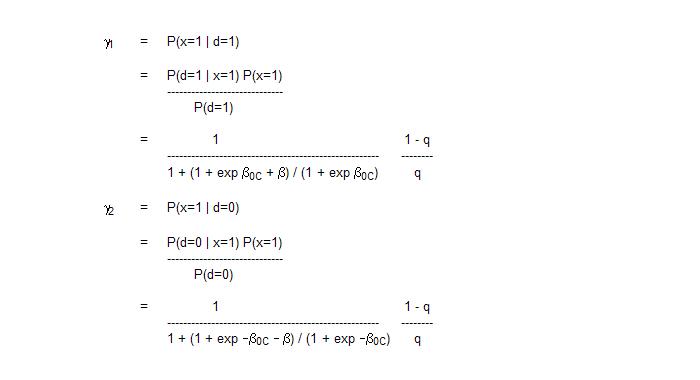 γ1 = P(x=1 | d=1)
= P(d=1 | x=1) P(x=1)
-----------------------------
P(d=1)
= 1 1 - q
----------------------------------------------------- --------
1 + (1 + exp β0C + β) / (1 + exp β0C) q
γ2 = P(x=1 | d=0)
= P(d=0 | x=1) P(x=1)
-----------------------------
P(d=0)
= 1 1 - q
----------------------------------------------------- --------
1 + (1 + exp −β0C − β) / (1 + exp −β0C) q